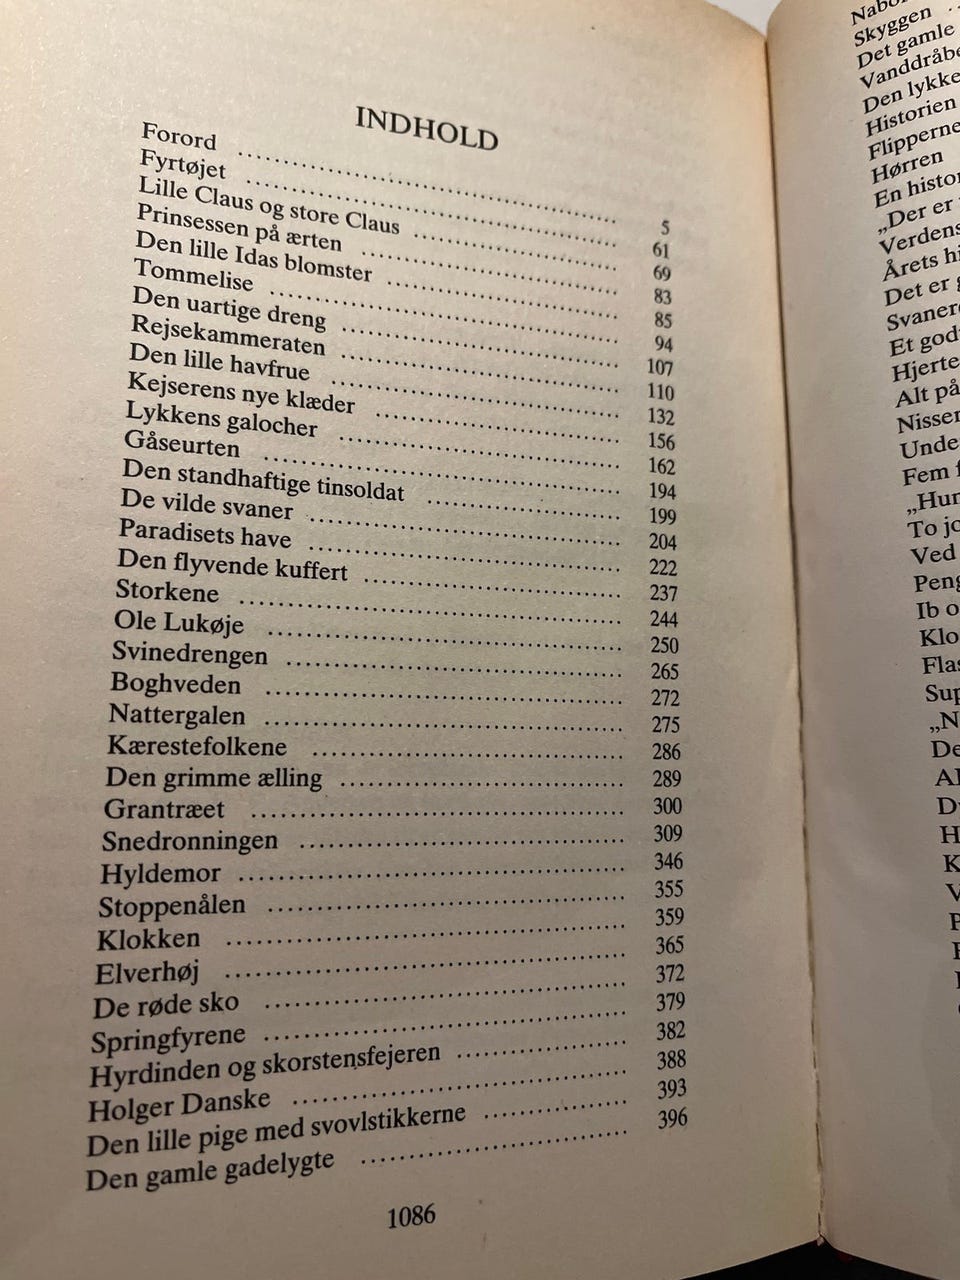 INDHOLD
Forord ........ 5
Fyrtøjet ........ 61
Lille Claus og store Claus ........ 69
Prinsessen på ærten ........ 83
Den lille Idas blomster ........ 85
Tommelise ........ 94
Den uartige dreng ........ 107
Rejsekammeraten ........ 110
Den lille havfrue ........ 132
Kejserens nye klæder ........ 156
Lykkens galocher ........ 162
Gåseurten ........ 194
Den standhaftige tinsoldat ........ 199
De vilde svaner ........ 204
Paradisets have ........ 222
Den flyvende kuffert ........ 237
Storkene ........ 244
Ole Lukøje ........ 250
Svinedrengen ........ 265
Boghveden ........ 272
Nattergalen ........ 275
Kærestefolkene ........ 286
Den grimme ælling ........ 289
Grantræet ........ 300
Snedronningen ........ 309
Hyldemor ........ 346
Stoppenålen ........ 355
Klokken ........ 359
Elverhøj ........ 365
De røde sko ........ 372
Springfyrene ........ 379
Hyrdinden og skorstensfejeren ........ 382
Holger Danske ........ 388
Den lille pige med svovlstikkerne ........ 393
Den gamle gadelygte ........ 396
1086
Skyggen
Det gamle
Vanddråbe
Den lykke
Historien
Flipperne
Hørren
En histor
„Der er
Verdens
Årets hi
Det er g
Svanere
Et god
Hjerte
Alt på
Nissen
Unde
Fem f
„Hun
To jo
Ved
Peng
Ib o
Klo
Flas
Sup
„N
De
Al
D
H
K
V